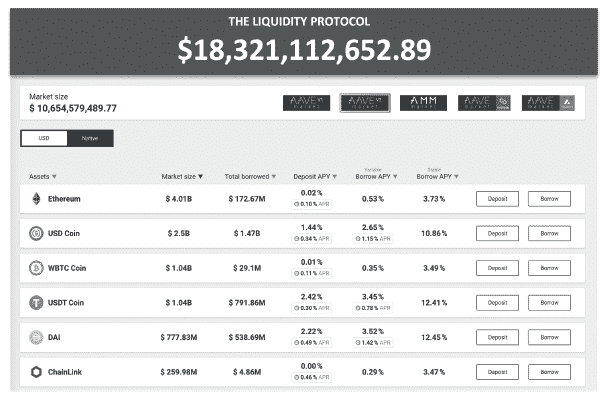 THE LIQUIDITY PROTOCOL
$18,321,112,652.89
Market size
$ 10,654,579,489.77
AAVE V1 market
AAVE V2 market
AMM market
AAVE market
AAVE market
USD Native
Assets ▼ Market size ▼ Total borrowed ▼ Deposit APY ▼ Variable Borrow APY ▼ Stable Borrow APY ▼
Ethereum $ 4.01B $ 172.67M 0.02% 0.53% 3.73% Deposit Borrow
0.10% APR
USD Coin $ 2.5B $ 1.47B 1.44% 2.65% 10.86% Deposit Borrow
0.34% APR 1.15% APR
WBTC Coin $ 1.04B $ 29.1M 0.01% 0.35% 3.49% Deposit Borrow
0.11% APR
USDT Coin $ 1.04B $ 791.86M 2.42% 3.45% 12.41% Deposit Borrow
0.30% APR 0.78% APR
DAI $ 777.83M $ 538.69M 2.22% 3.52% 12.45% Deposit Borrow
0.49% APR 1.42% APR
ChainLink $ 259.98M $ 4.86M 0.00% 0.29% 3.47% Deposit Borrow
0.46% APR